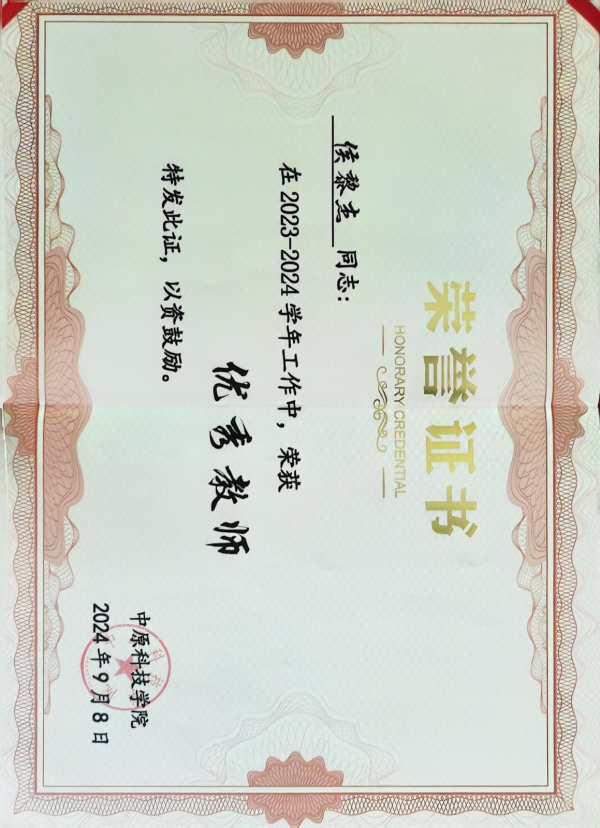 荣誉证书
HONORARY CREDENTIAL
侯黎杰 同志：
在2023-2024学年工作中，荣获
优秀教师
特发此证，以资鼓励。
中原科技学院
2024年9月8日